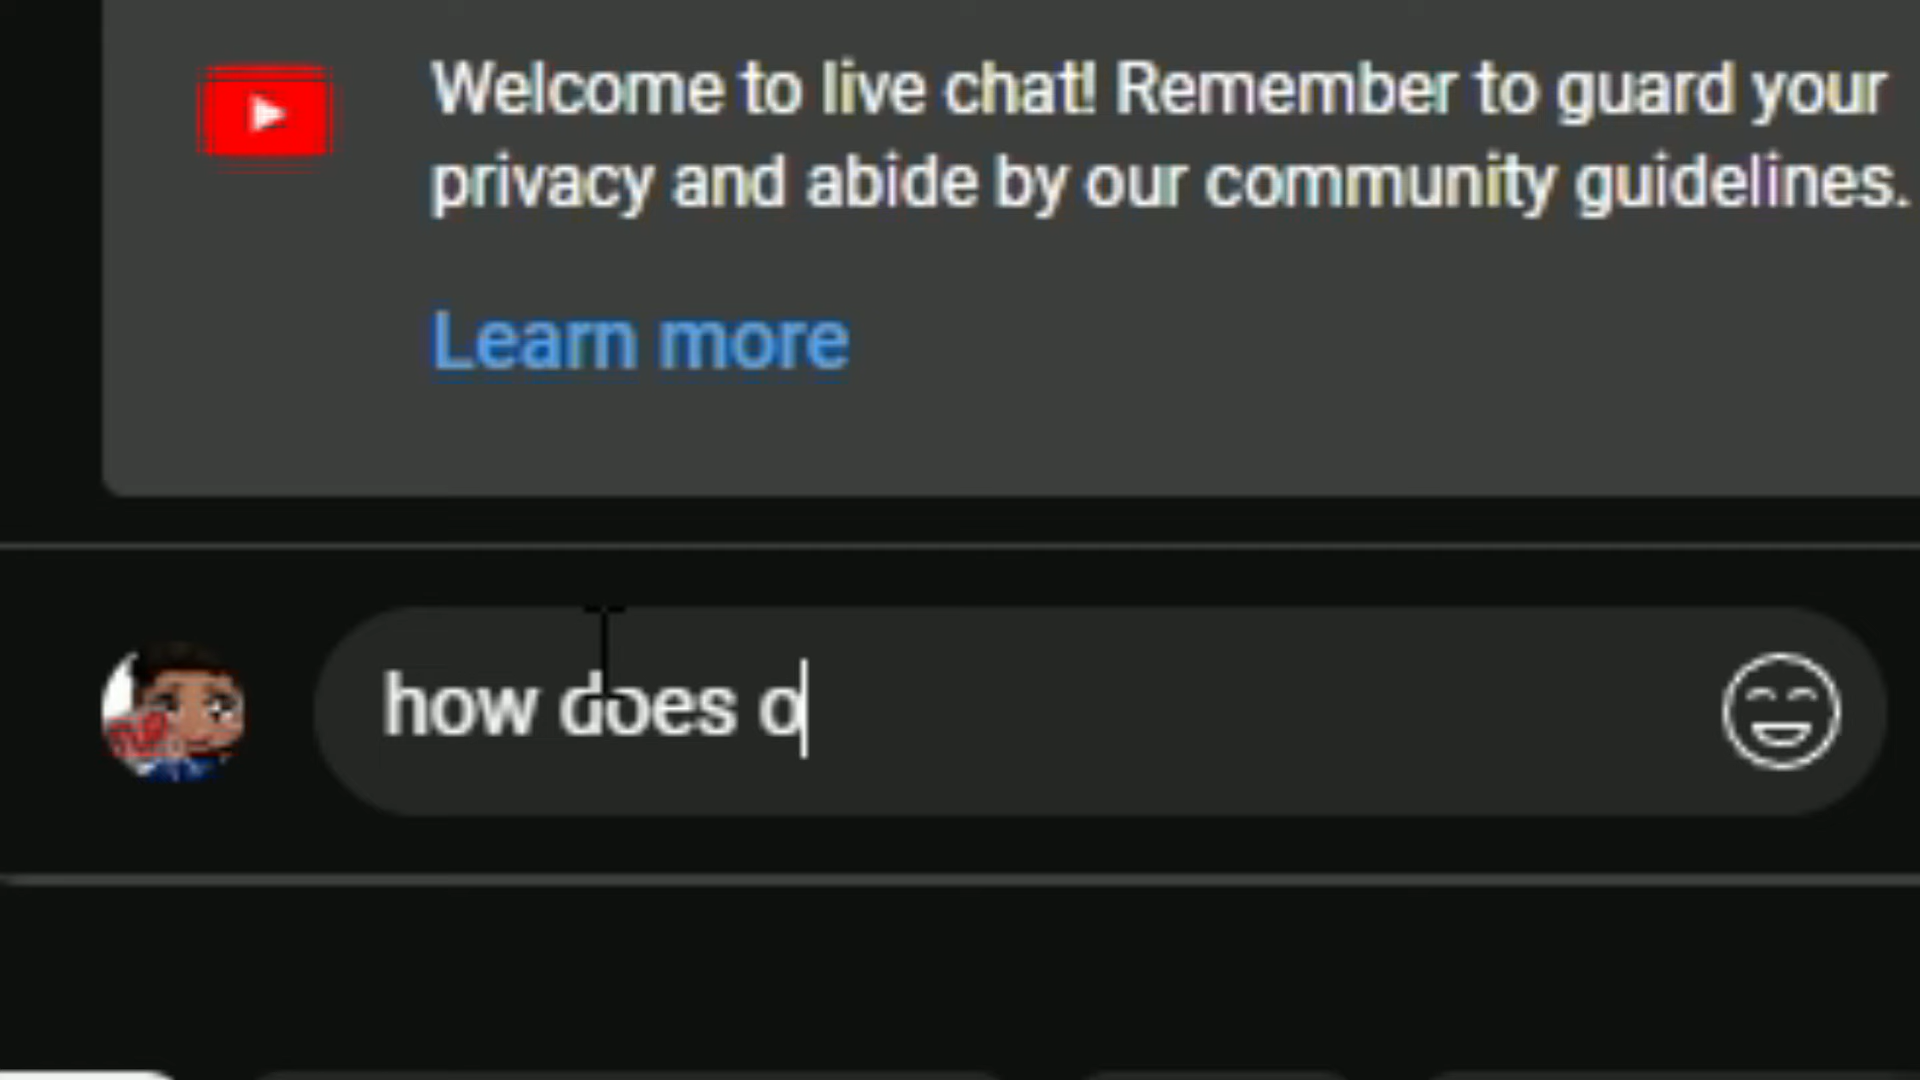 Welcome to live chat! Remember to guard your
privacy and abide by our community guidelines.
Learn more
how does o